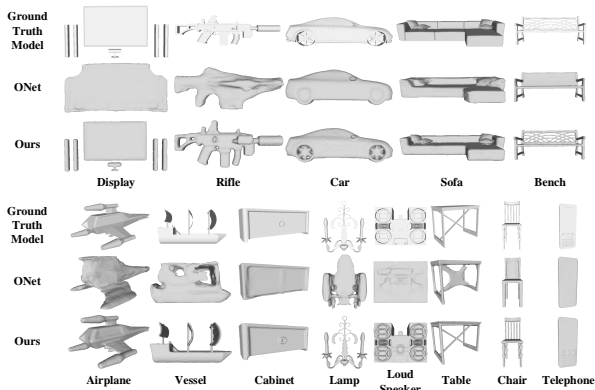 Ground
Truth
Model
ONet
Ours
Display Rifle Car Sofa Bench
Ground
Truth
Model
ONet
Ours
Airplane Vessel Cabinet Lamp Loud Table Chair Telephone
Speaker